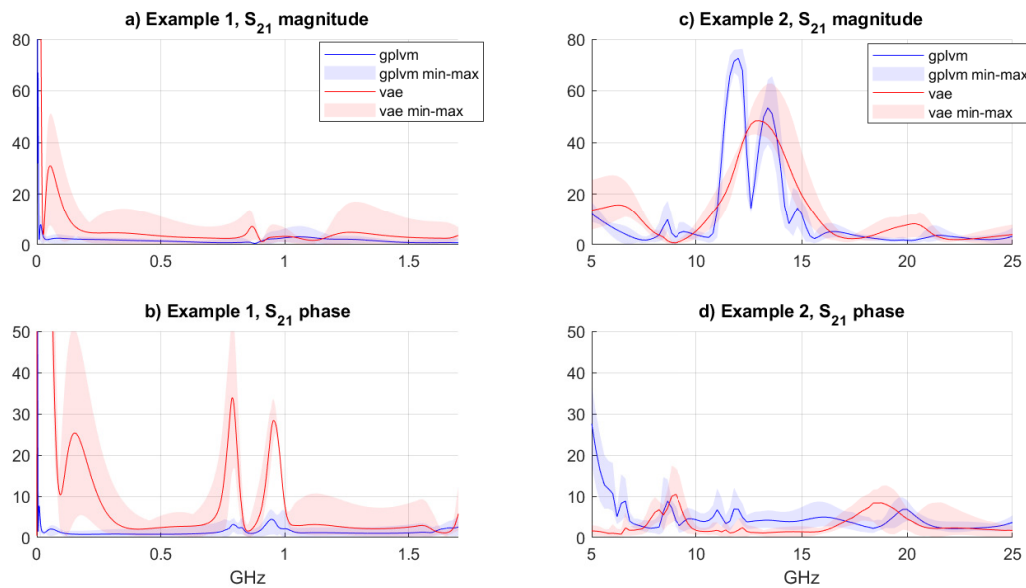 a) Example 1, S21 magnitude
80
60
40
20
0
0 0.5 1 1.5
gplvm
gplvm min-max
vae
vae min-max
c) Example 2, S21 magnitude
80
60
40
20
0
5 10 15 20 25
gplvm
gplvm min-max
vae
vae min-max
b) Example 1, S21 phase
50
40
30
20
10
0
0 0.5 1 1.5
GHz
d) Example 2, S21 phase
50
40
30
20
10
0
5 10 15 20 25
GHz